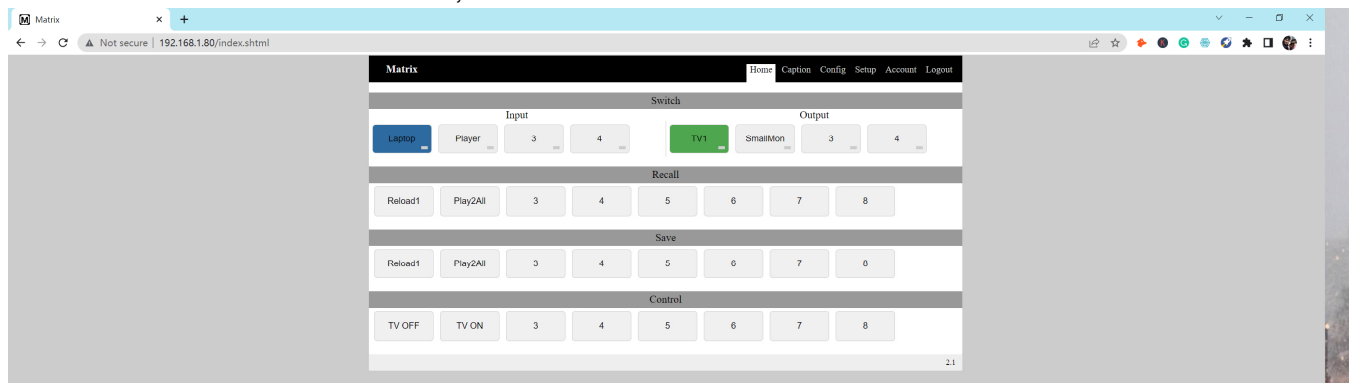 Matrix
Not secure | 192.168.1.80/index.shtml
Matrix Home Caption Config Setup Account Logout
Switch
Input Output
Laptop Player 3 4 TV1 SmallMon 3 4
Recall
Reload1 Play2All 3 4 5 6 7 8
Save
Reload1 Play2All 3 4 5 6 7 8
Control
TV OFF TV ON 3 4 5 6 7 8
2.1